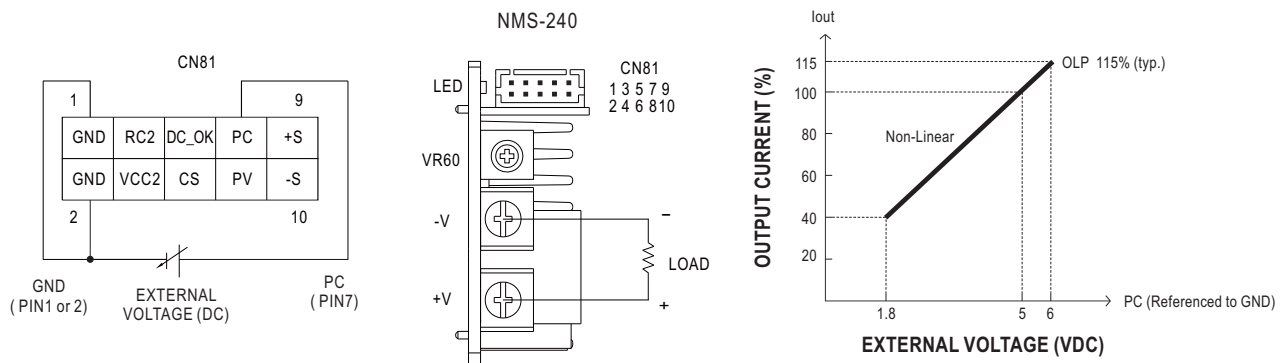 CN81
1
9
GND RC2 DC_OK PC +S
GND VCC2 CS PV -S
2
10
GND
( PIN1 or 2)
EXTERNAL
VOLTAGE (DC)
PC
( PIN7)
NMS-240
LED
CN81
1 3 5 7 9
2 4 6 8 10
VR60
-V
+V
−
LOAD
+
Iout
OUTPUT CURRENT (%)
115
100
80
60
40
20
OLP 115% (typ.)
Non-Linear
1.8
5
6
PC (Referenced to GND)
EXTERNAL VOLTAGE (VDC)